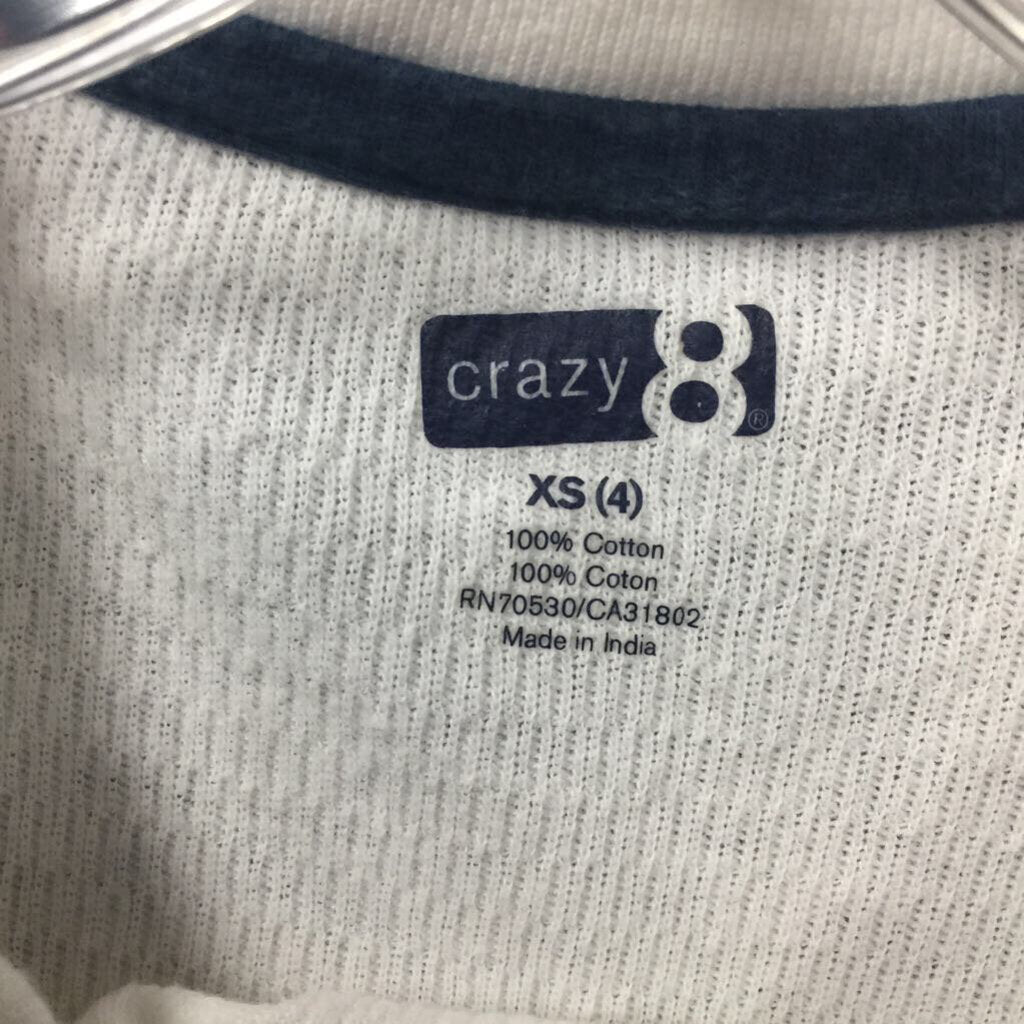 crazy 8®
XS (4)
100% Cotton
100% Coton
RN70530/CA31802
Made in India